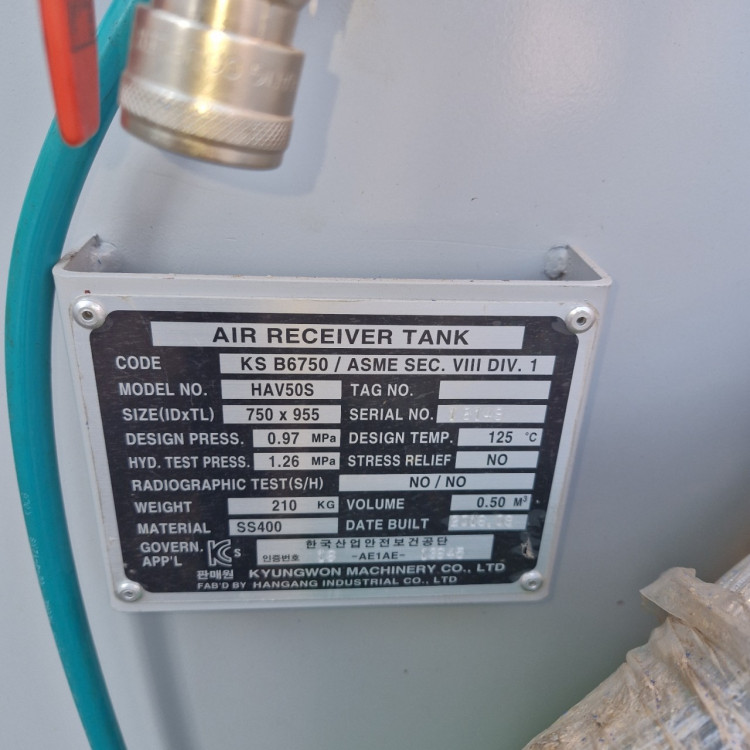 AIR RECEIVER TANK
CODE KS B6750 / ASME SEC. VIII DIV. 1
MODEL NO. HAV50S TAG NO.
SIZE(IDxTL) 750 x 955 SERIAL NO.
DESIGN PRESS. 0.97 MPa DESIGN TEMP. 125 °C
HYD. TEST PRESS. 1.26 MPa STRESS RELIEF NO
RADIOGRAPHIC TEST(S/H) NO / NO
WEIGHT 210 KG VOLUME 0.50 M³
MATERIAL SS400 DATE BUILT
GOVERN. APP'L KCs 한국산업안전보건공단
인증번호 -AE1AE-
판매원 KYUNGWON MACHINERY CO., LTD
FAB'D BY HANGANG INDUSTRIAL CO., LTD